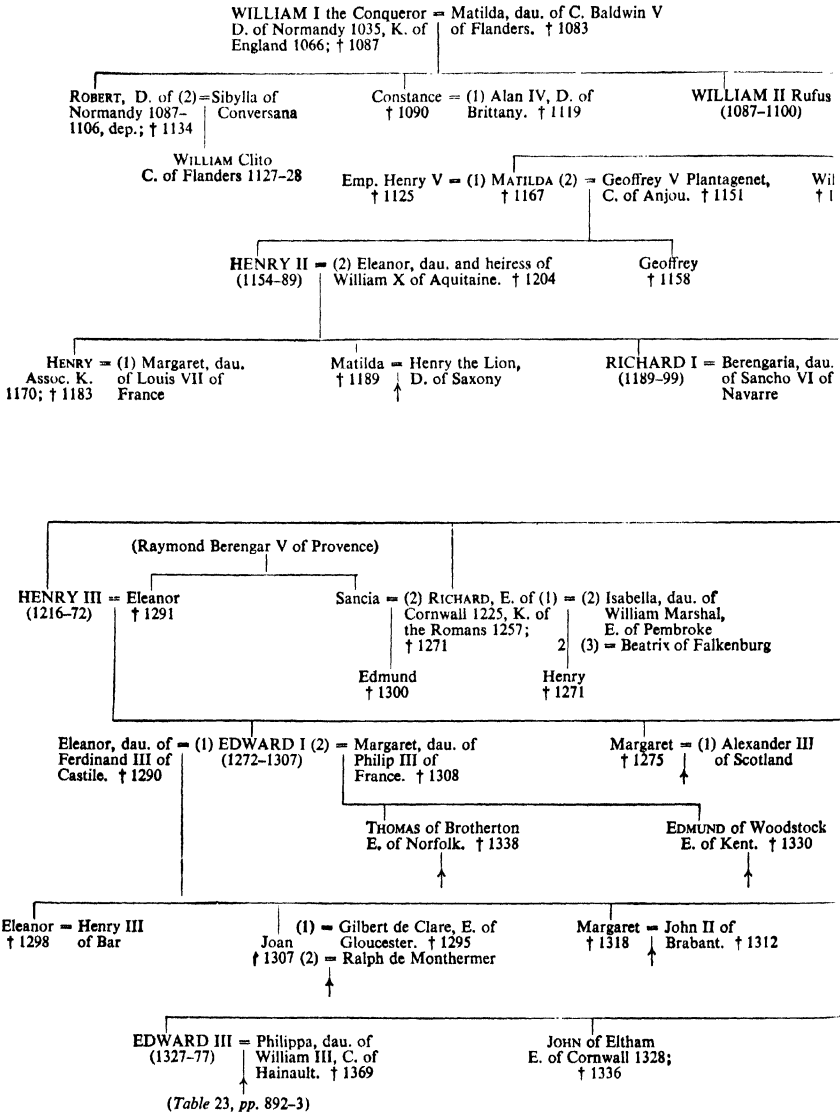 WILLIAM I the Conqueror = Matilda, dau. of C. Baldwin V
D. of Normandy 1035, K. of of Flanders. † 1083
England 1066; † 1087
ROBERT, D. of (2)=Sibylla of
Normandy 1087– Conversana
1106, dep.; † 1134
Constance = (1) Alan IV, D. of
† 1090 Brittany. † 1119
WILLIAM II Rufus
(1087–1100)
WILLIAM Clito
C. of Flanders 1127–28
Emp. Henry V = (1) MATILDA (2) = Geoffrey V Plantagenet,
† 1125 † 1167 C. of Anjou. † 1151
Wil
† 1
HENRY II = (2) Eleanor, dau. and heiress of
(1154–89) William X of Aquitaine. † 1204
Geoffrey
† 1158
HENRY = (1) Margaret, dau.
Assoc. K. of Louis VII of
1170; † 1183 France
Matilda = Henry the Lion,
† 1189 D. of Saxony
RICHARD I = Berengaria, dau.
(1189–99) of Sancho VI of
Navarre
(Raymond Berengar V of Provence)
HENRY III = Eleanor
(1216–72) † 1291
Sancia = (2) RICHARD, E. of (1) = (2) Isabella, dau. of
Cornwall 1225, K. of William Marshal,
the Romans 1257; E. of Pembroke
† 1271 2 (3) = Beatrix of Falkenburg
Edmund
† 1300
Henry
† 1271
Eleanor, dau. of = (1) EDWARD I (2) = Margaret, dau. of
Ferdinand III of (1272–1307) Philip III of
Castile. † 1290 France. † 1308
Margaret = (1) Alexander III
† 1275 of Scotland
THOMAS of Brotherton
E. of Norfolk. † 1338
EDMUND of Woodstock
E. of Kent. † 1330
Eleanor = Henry III
† 1298 of Bar
(1) = Gilbert de Clare, E. of
Joan Gloucester. † 1295
† 1307 (2) = Ralph de Monthermer
Margaret = John II of
† 1318 Brabant. † 1312
EDWARD III = Philippa, dau. of
(1327–77) William III, C. of
Hainault. † 1369
JOHN of Eltham
E. of Cornwall 1328;
† 1336
(Table 23, pp. 892–3)